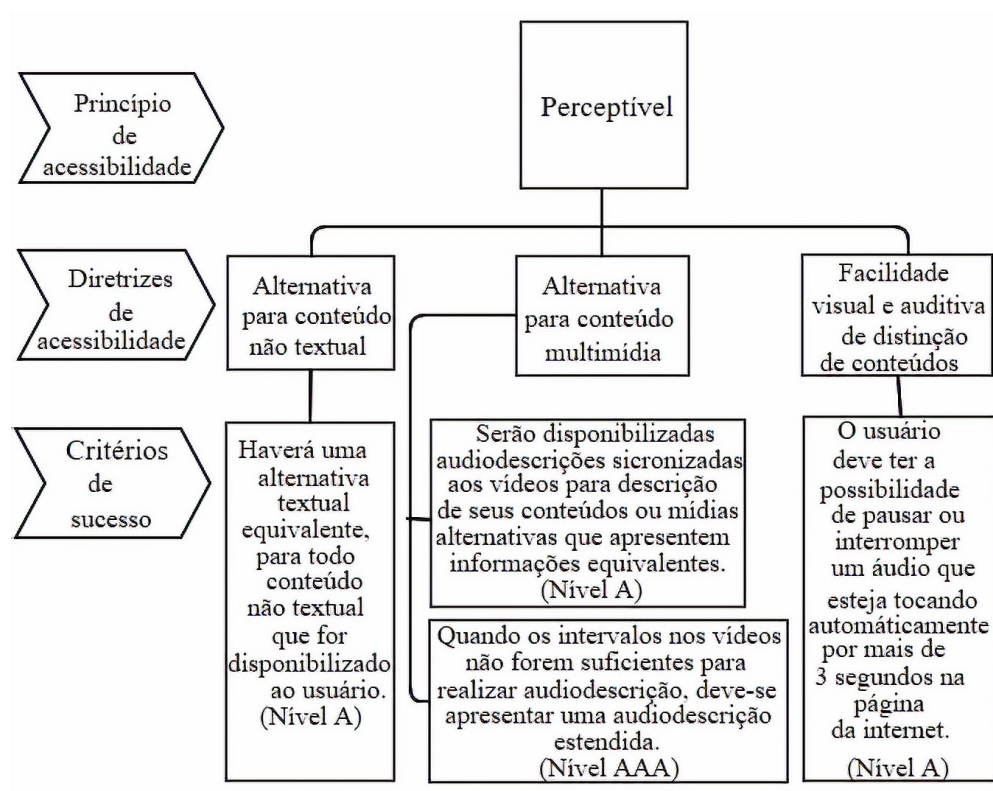 Perceptível
Princípio
de
acessibilidade
Diretrizes
de
acessibilidade
Alternativa
para conteúdo
não textual
Alternativa
para conteúdo
multimídia
Facilidade
visual e auditiva
de distinção
de conteúdos
Critérios
de
sucesso
Haverá uma
alternativa
textual
equivalente,
para todo
conteúdo
não textual
que for
disponibilizado
ao usuário.
(Nível A)
Serão disponibilizadas
audiodescrições sicronizadas
aos vídeos para descrição
de seus conteúdos ou mídias
alternativas que apresentem
informações equivalentes.
(Nível A)
Quando os intervalos nos vídeos
não forem suficientes para
realizar audiodescrição, deve-se
apresentar uma audiodescrição
estendida.
(Nível AAA)
O usuário
deve ter a
possibilidade
de pausar ou
interromper
um áudio que
esteja tocando
automáticamente
por mais de
3 segundos na
página
da internet.
(Nível A)